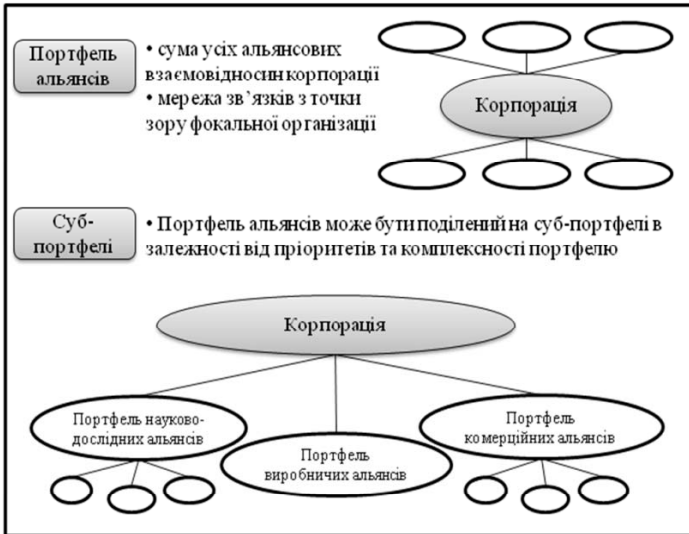 Портфель
альянсів
• сума усіх альянсових
взаємовідносин корпорації
• мережа зв’язків з точки
зору фокальної організації
Корпорація
Суб-
портфелі
• Портфель альянсів може бути поділений на суб-портфелі в
залежності від пріоритетів та комплексності портфелю
Корпорація
Портфель науково-
дослідних альянсів
Портфель
виробничих альянсів
Портфель
комерційних альянсів